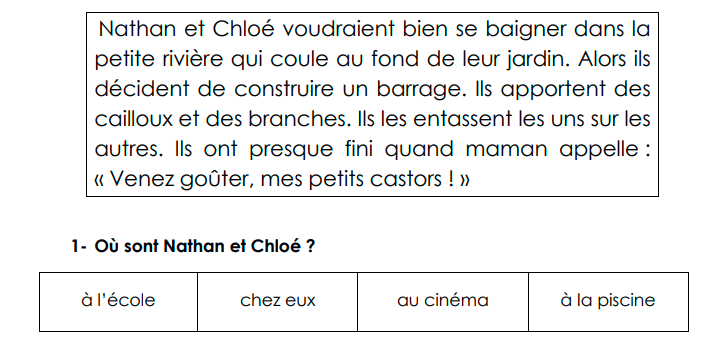 Nathan et Chloé voudraient bien se baigner dans la
petite rivière qui coule au fond de leur jardin. Alors ils
décident de construire un barrage. Ils apportent des
cailloux et des branches. Ils les entassent les uns sur les
autres. Ils ont presque fini quand maman appelle :
« Venez goûter, mes petits castors ! »
1- Où sont Nathan et Chloé ?
à l’école chez eux au cinéma à la piscine